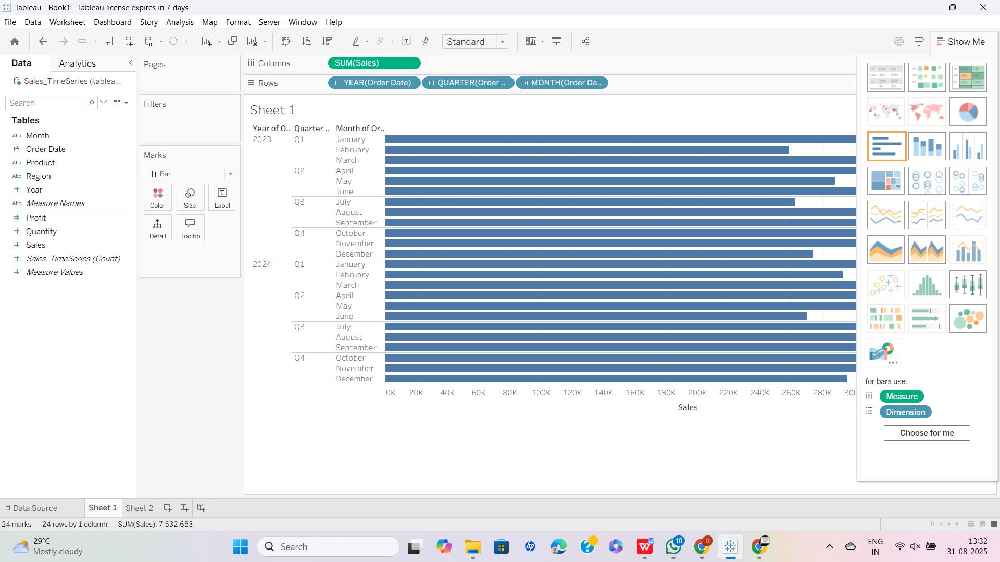 Tableau - Book1 - Tableau license expires in 7 days
File Data Worksheet Dashboard Story Analysis Map Format Server Window Help
Standard
Show Me
Data Analytics
Sales_TimeSeries (tablea...
Search
Tables
Abc Month
Order Date
Abc Product
Abc Region
Year
Abc Measure Names
Profit
Quantity
Sales
Sales_TimeSeries (Count)
Measure Values
Pages
Filters
Marks
Bar
Color Size Label
Detail Tooltip
Columns SUM(Sales)
Rows YEAR(Order Date) QUARTER(Order .. MONTH(Order Da..
Sheet 1
Year of O.. Quarter .. Month of Or..
2023 Q1 January
February
March
Q2 April
May
June
Q3 July
August
September
Q4 October
November
December
2024 Q1 January
February
March
Q2 April
May
June
Q3 July
August
September
Q4 October
November
December
0K 20K 40K 60K 80K 100K 120K 140K 160K 180K 200K 220K 240K 260K 280K 300
Sales
for bars use:
Measure
Dimension
Choose for me
Data Source Sheet 1 Sheet 2
24 marks 24 rows by 1 column SUM(Sales): 7,532,653
29°C
Mostly cloudy
Search
10
D
ENG
IN
13:32
31-08-2025